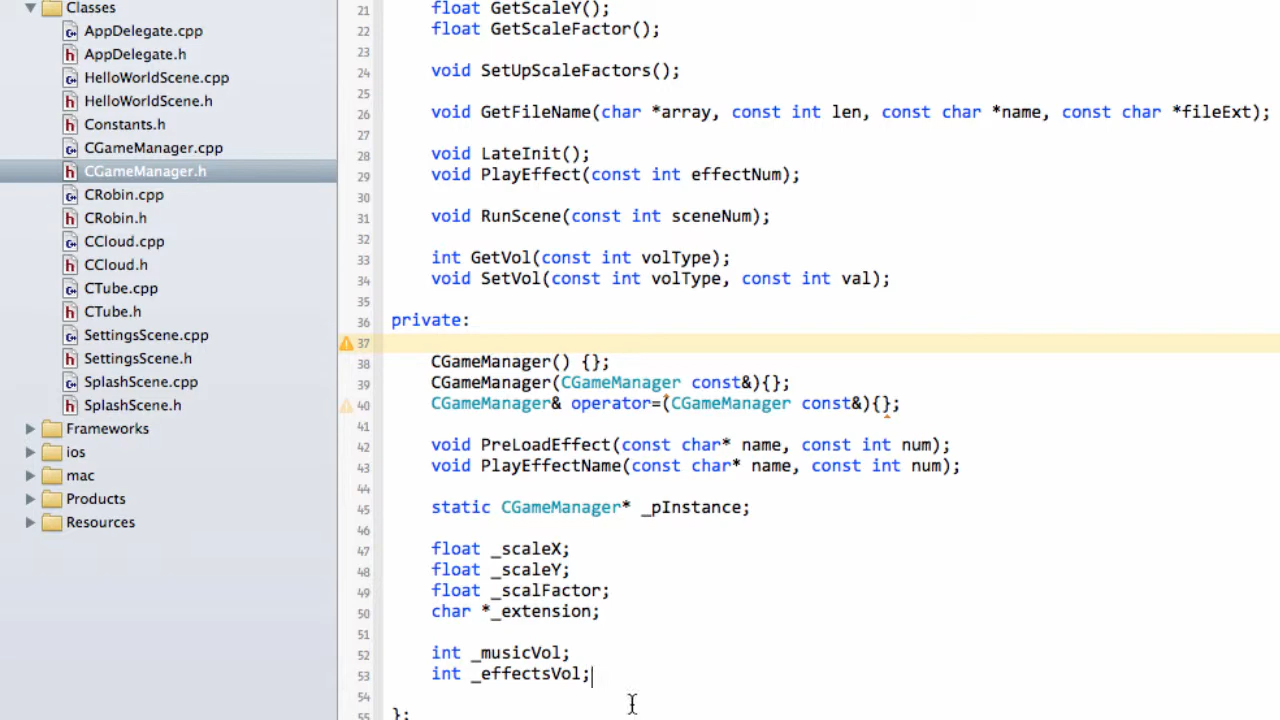 Classes
AppDelegate.cpp
AppDelegate.h
HelloWorldScene.cpp
HelloWorldScene.h
Constants.h
CGameManager.cpp
CGameManager.h
CRobin.cpp
CRobin.h
CCloud.cpp
CCloud.h
CTube.cpp
CTube.h
SettingsScene.cpp
SettingsScene.h
SplashScene.cpp
SplashScene.h
Frameworks
ios
mac
Products
Resources
21 float GetScaleY();
22 float GetScaleFactor();
23
24 void SetUpScaleFactors();
25
26 void GetFileName(char *array, const int len, const char *name, const char *fileExt);
27
28 void LateInit();
29 void PlayEffect(const int effectNum);
30
31 void RunScene(const int sceneNum);
32
33 int GetVol(const int volType);
34 void SetVol(const int volType, const int val);
35
36 private:
37
38 CGameManager() {};
39 CGameManager(CGameManager const&){};
40 CGameManager& operator=(CGameManager const&){};
41
42 void PreLoadEffect(const char* name, const int num);
43 void PlayEffectName(const char* name, const int num);
44
45 static CGameManager* _pInstance;
46
47 float _scaleX;
48 float _scaleY;
49 float _scalFactor;
50 char *_extension;
51
52 int _musicVol;
53 int _effectsVol;
54
55 };